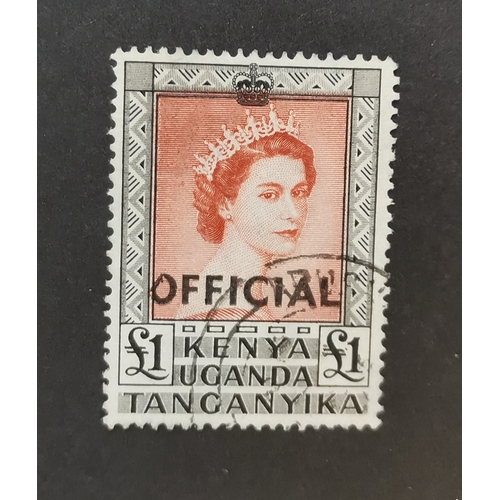 OFFICIAL
£1 KENYA £1
UGANDA
TANGANYIKA